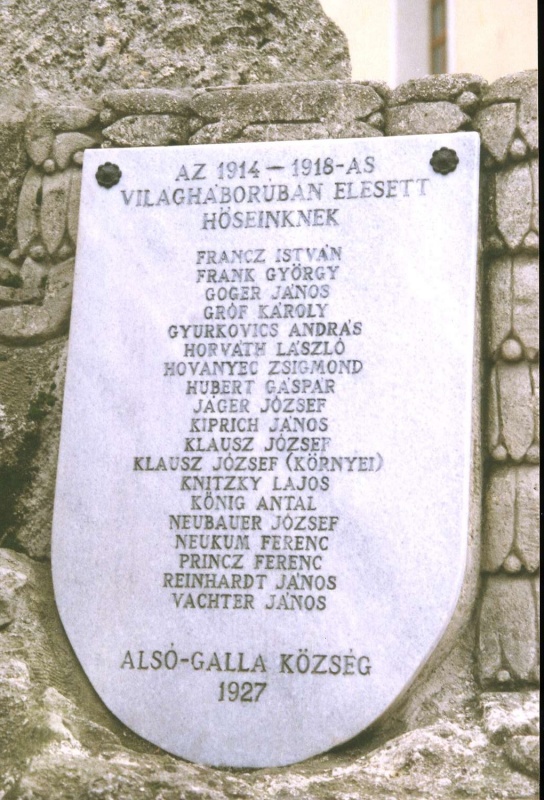 AZ 1914 – 1918-AS
VILAGHÁBORUBAN ELESETT
HŐSEINKNEK
FRANCZ ISTVÁN
FRANK GYÖRGY
GOGER JÁNOS
GRÓF KÁROLY
GYURKOVICS ANDRÁS
HORVÁTH LÁSZLÓ
HOVANYEC ZSIGMOND
HUBERT GÁSPÁR
JÁGER JÓZSEF
KIPRICH JÁNOS
KLAUSZ JÓZSEF
KLAUSZ JÓZSEF (KÖRNYEI)
KNITZKY LAJOS
KÖNIG ANTAL
NEUBAUER JÓZSEF
NEUKUM FERENC
PRINCZ FERENC
REINHARDT JÁNOS
VACHTER JÁNOS
ALSÓ-GALLA KÖZSÉG
1927